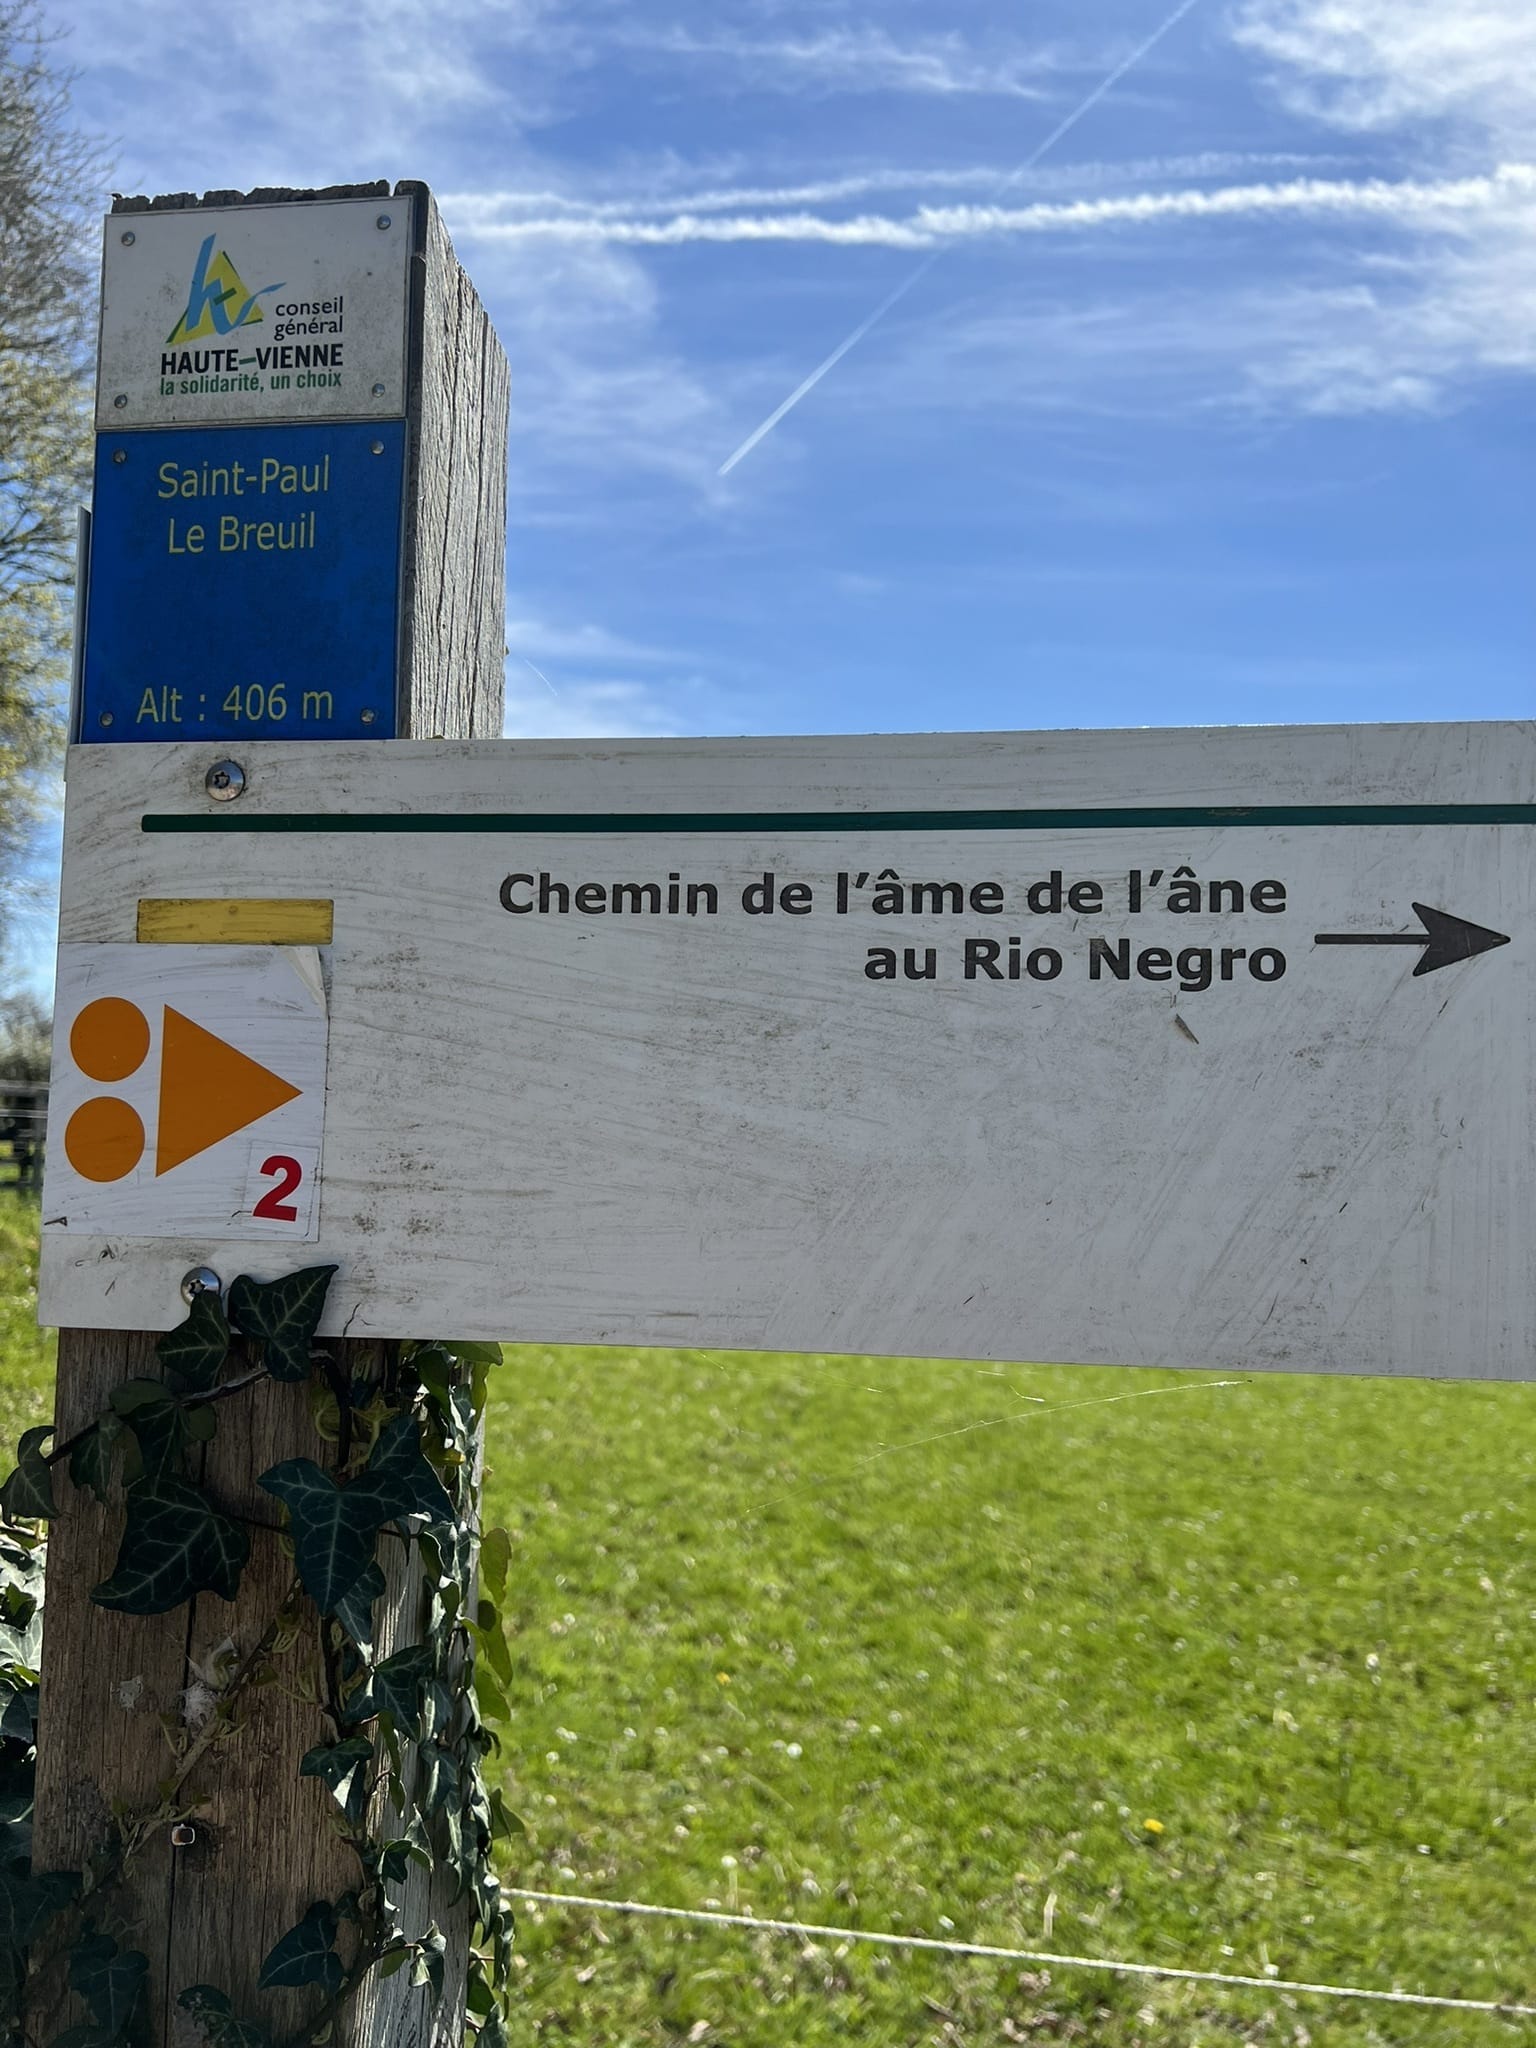 conseil
général
HAUTE-VIENNE
la solidarité, un choix
Saint-Paul
Le Breuil
Alt : 406 m
Chemin de l'âme de l'âne
au Rio Negro
2